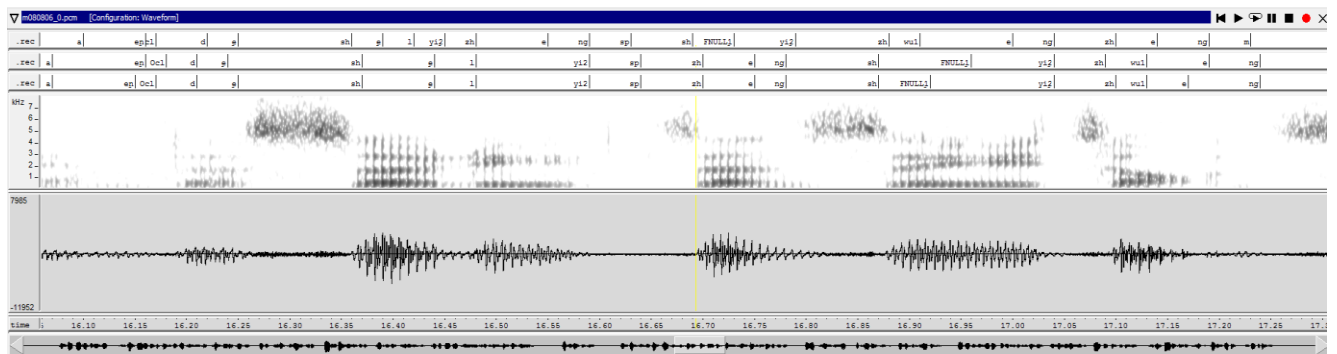 m080806_0.pcm [Configuration: Waveform]
.rec a ep cl d e sh e l yi2 zh e ng sp sh FNULL1 yi2 zh wu1 e ng zh e ng m
.rec a ep Ocl d e sh e l yi2 sp zh e ng sh FNULL1 yi2 zh wu1 e ng
.rec a ep Ocl d e sh e l yi2 sp zh e ng sh FNULL1 yi2 zh wu1 e ng
kHz 7
6
5
4
3
2
1
7985
-11952
time 16.10 16.15 16.20 16.25 16.30 16.35 16.40 16.45 16.50 16.55 16.60 16.65 16.70 16.75 16.80 16.85 16.90 16.95 17.00 17.05 17.10 17.15 17.20 17.25